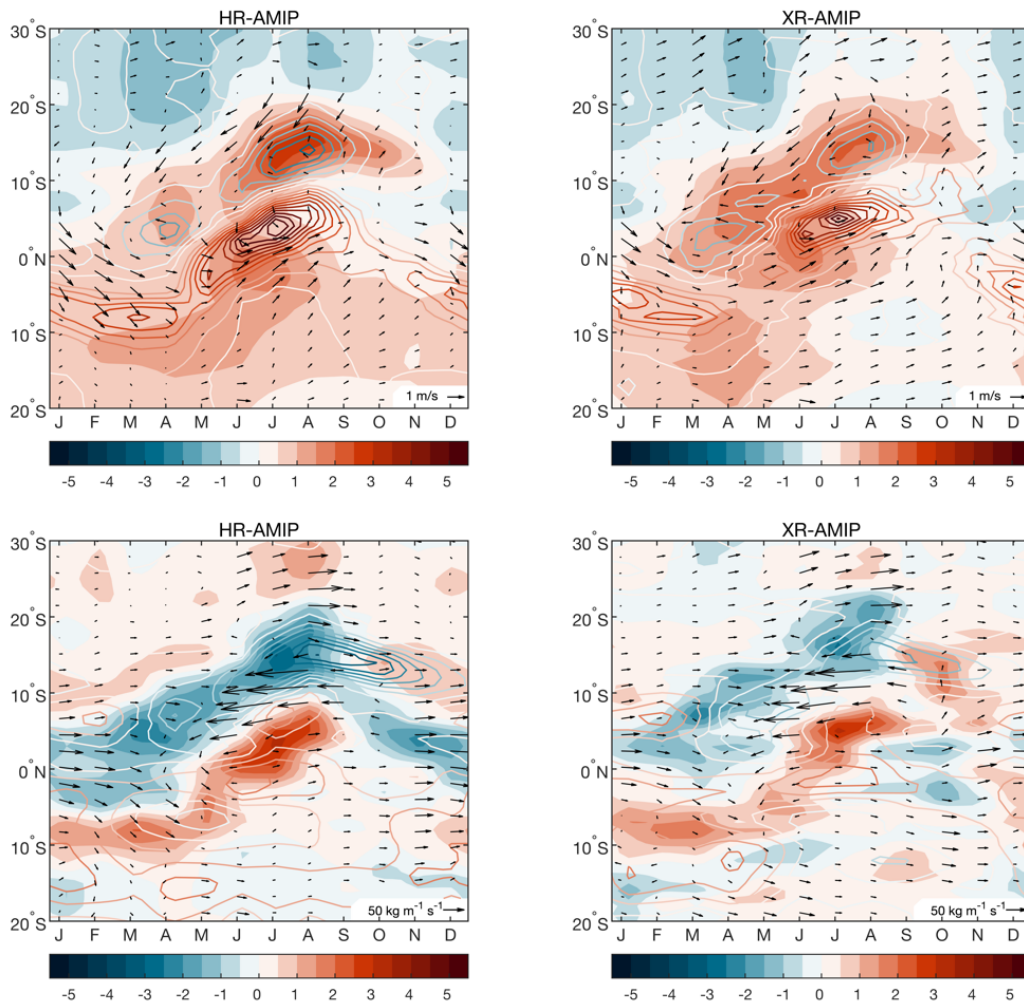 HR-AMIP XR-AMIP
30°S 30°S
20°S 20°S
10°S 10°S
0°N 0°N
10°S 10°S
20°S 20°S
1 m/s 1 m/s
J F M A M J J A S O N D J F M A M J J A S O N D
-5 -4 -3 -2 -1 0 1 2 3 4 5 -5 -4 -3 -2 -1 0 1 2 3 4 5
HR-AMIP XR-AMIP
30°S 30°S
20°S 20°S
10°S 10°S
0°N 0°N
10°S 10°S
20°S 20°S
50 kg m⁻¹ s⁻¹ 50 kg m⁻¹ s⁻¹
J F M A M J J A S O N D J F M A M J J A S O N D
-5 -4 -3 -2 -1 0 1 2 3 4 5 -5 -4 -3 -2 -1 0 1 2 3 4 5